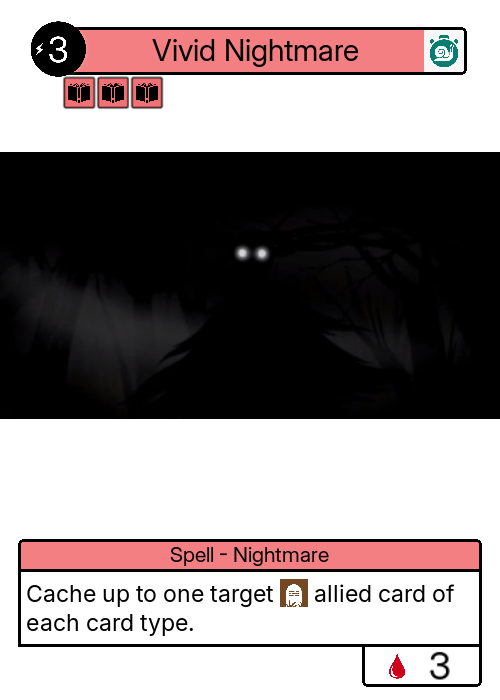 3 Vivid Nightmare
Spell - Nightmare
Cache up to one target allied card of
each card type.
3